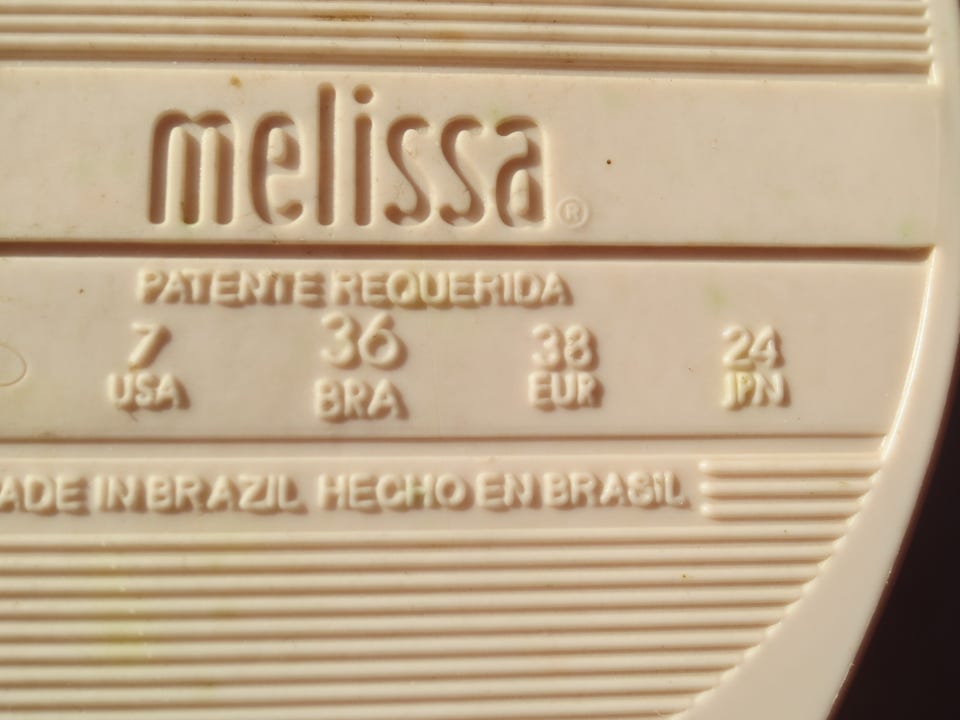 melissa®
PATENTE REQUERIDA
7 36 38 24
USA BRA EUR JPN
ADE IN BRAZIL HECHO EN BRASIL